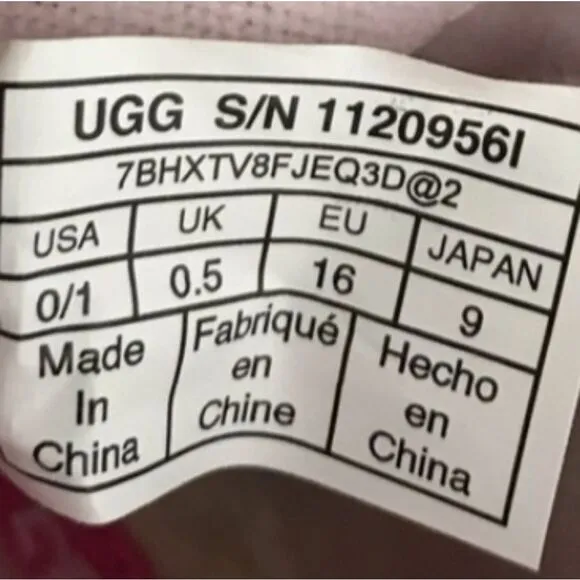 UGG S/N 1120956I
7BHXTV8FJEQ3D@2
USA UK EU JAPAN
0/1 0.5 16 9
Made
In
China
Fabriqué
en
Chine
Hecho
en
China